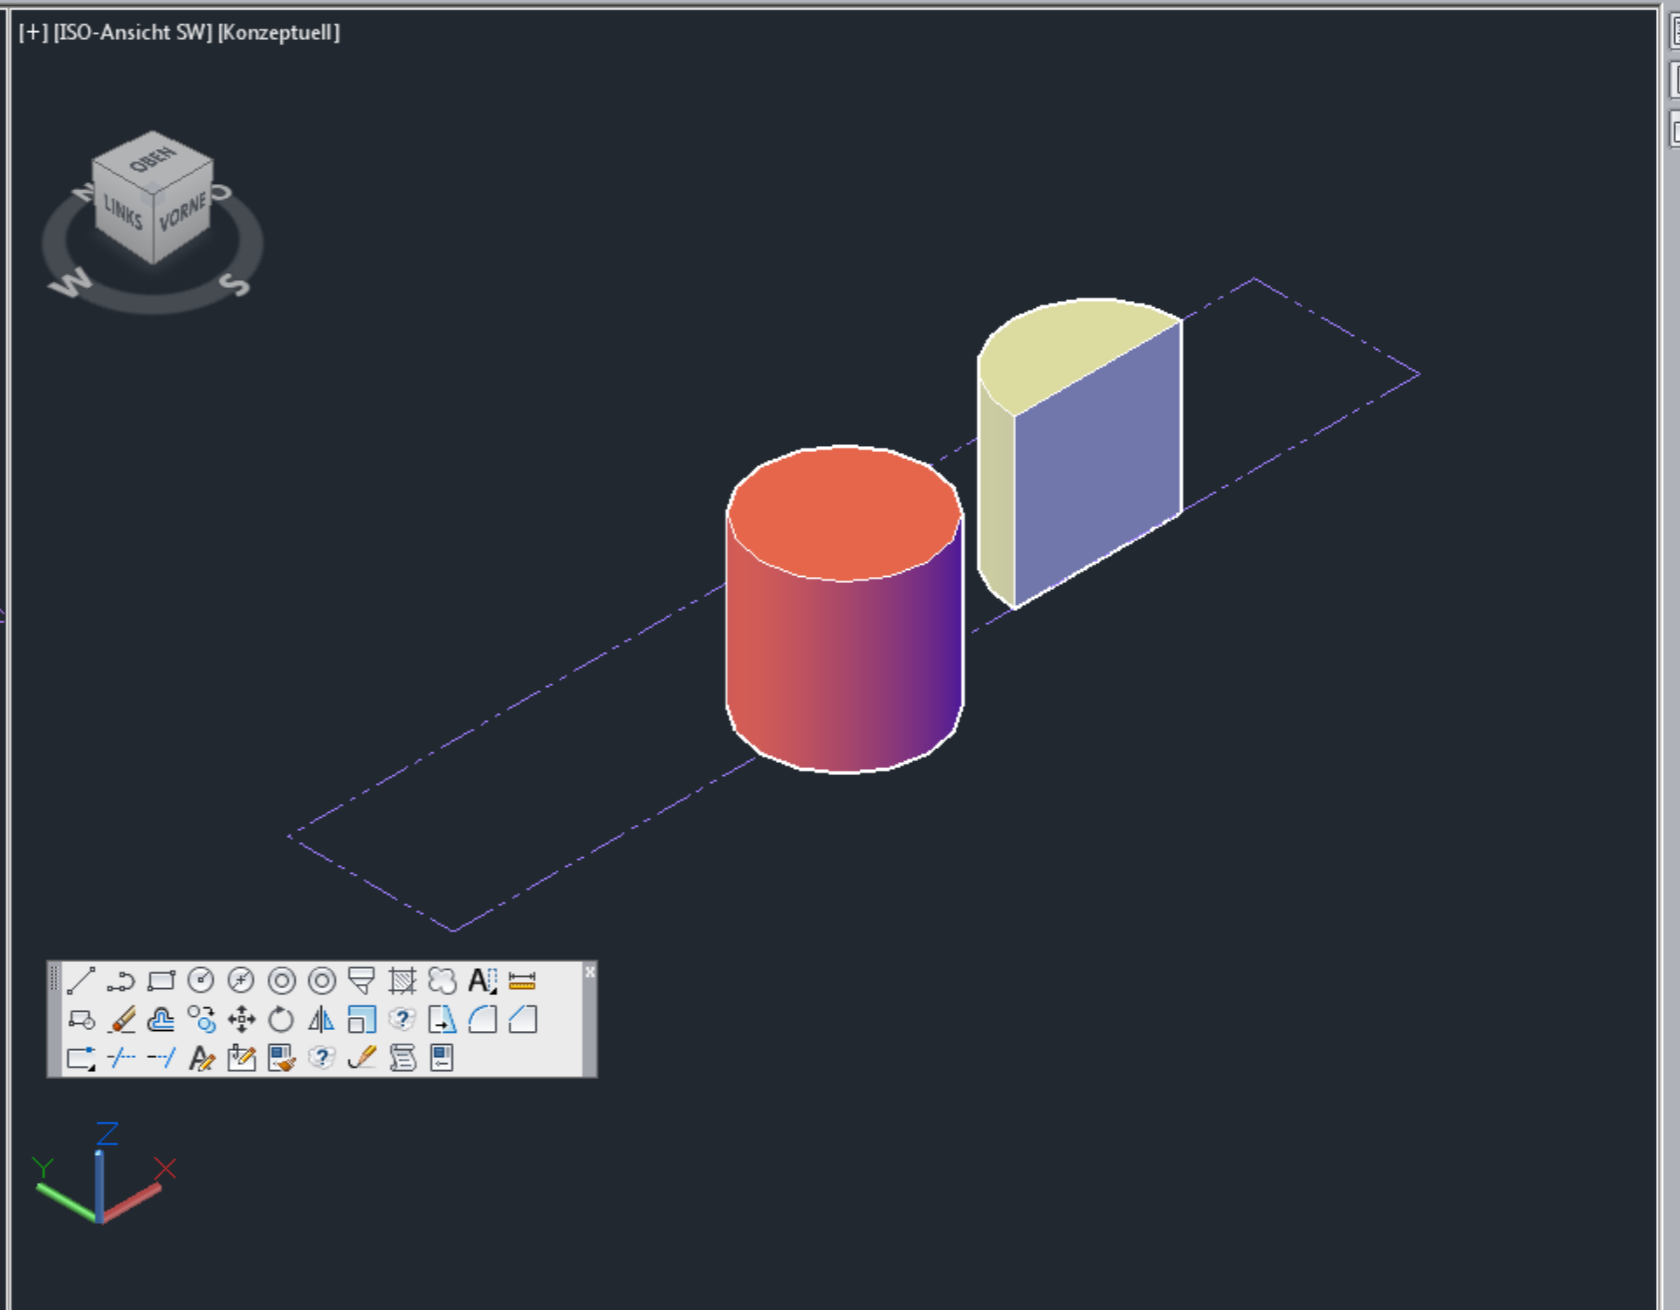 [+] [ISO-Ansicht SW] [Konzeptuell]
OBEN
N O
LINKS VORNE
W S
A
A
Z
Y X